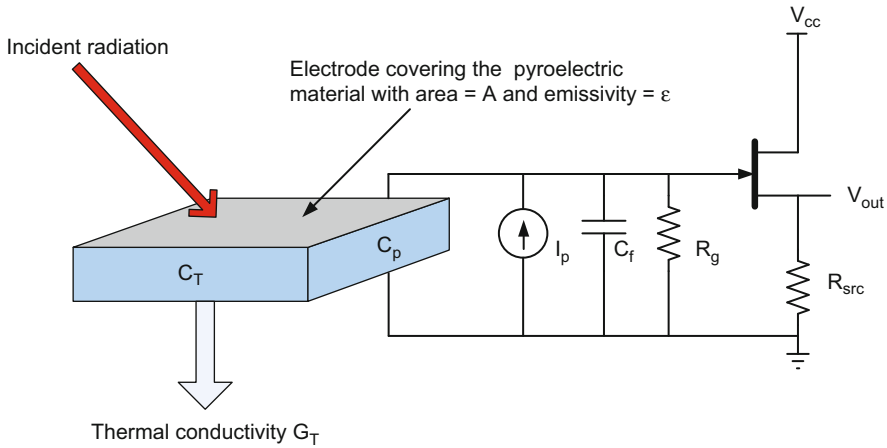 V_cc
Incident radiation
Electrode covering the pyroelectric
material with area = A and emissivity = ε
V_out
C_p
I_p
C_f
R_g
C_T
R_src
Thermal conductivity G_T